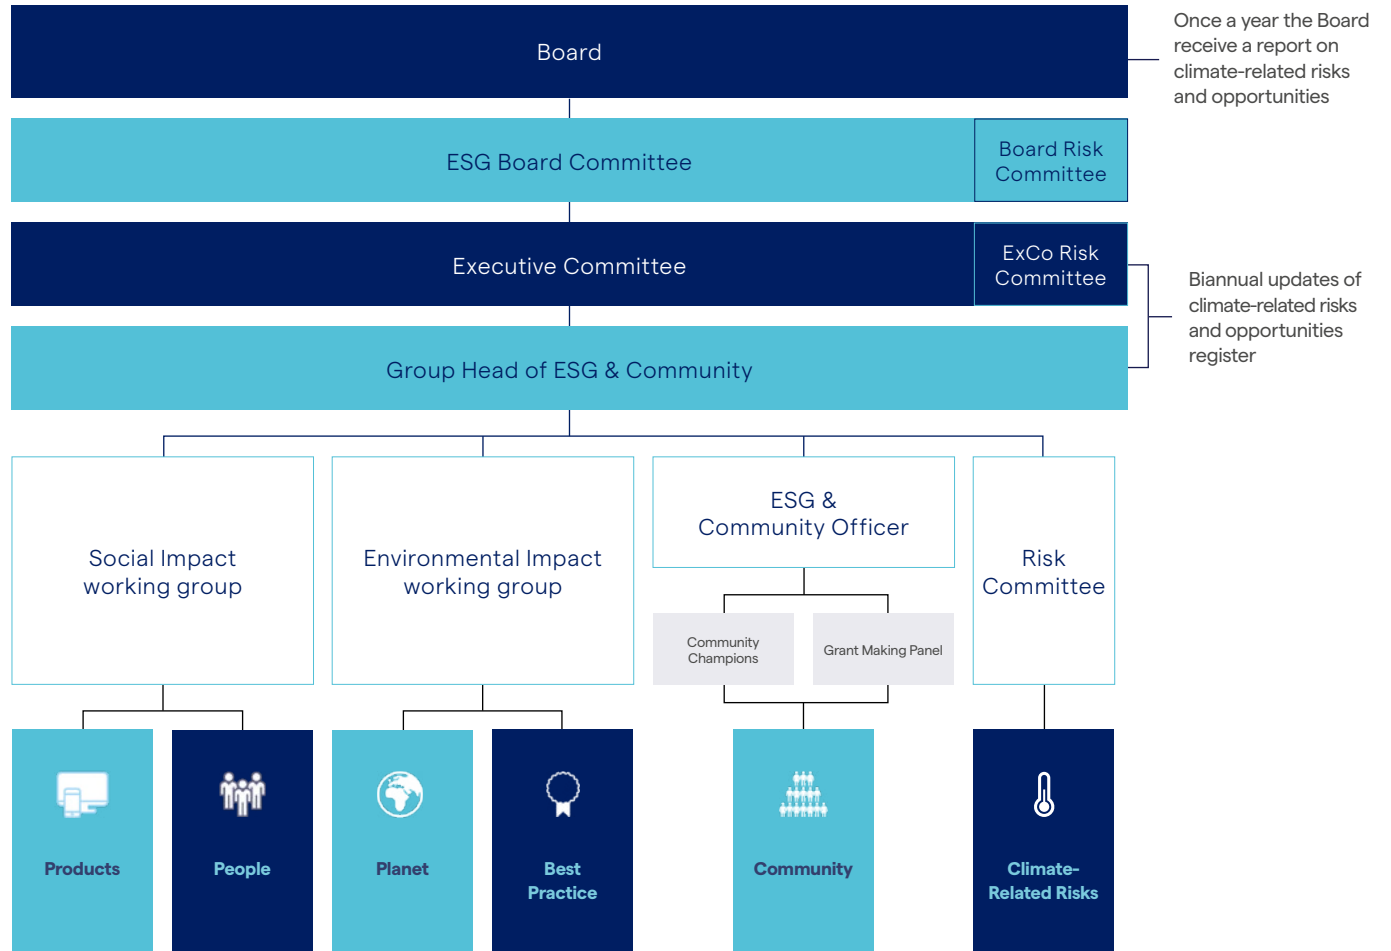 Board
Once a year the Board
receive a report on
climate-related risks
and opportunities
ESG Board Committee
Board Risk
Committee
Executive Committee
ExCo Risk
Committee
Biannual updates of
climate-related risks
and opportunities
register
Group Head of ESG & Community
Social Impact
working group
Environmental Impact
working group
ESG &
Community Officer
Community
Champions
Grant Making Panel
Risk
Committee
Products
People
Planet
Best
Practice
Community
Climate-
Related Risks